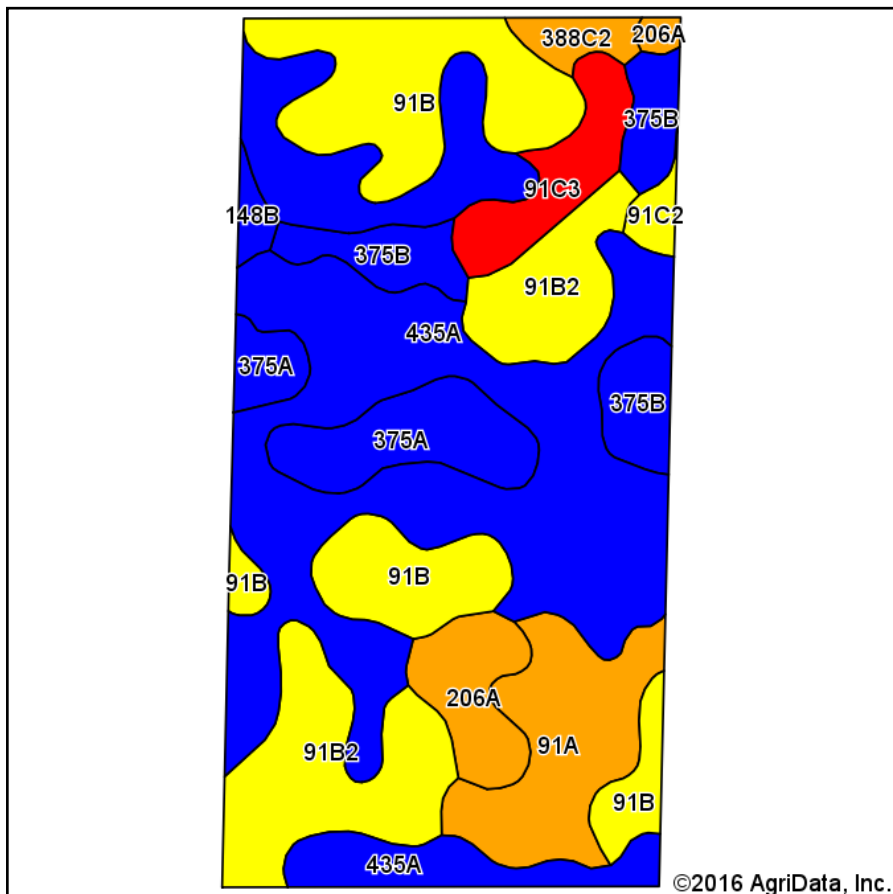 388C2
206A
91B
375B
91C3
148B
91C2
375B
91B2
435A
375A
375B
375A
91B
91B
206A
91B2
91A
91B
435A
©2016 AgriData, Inc.